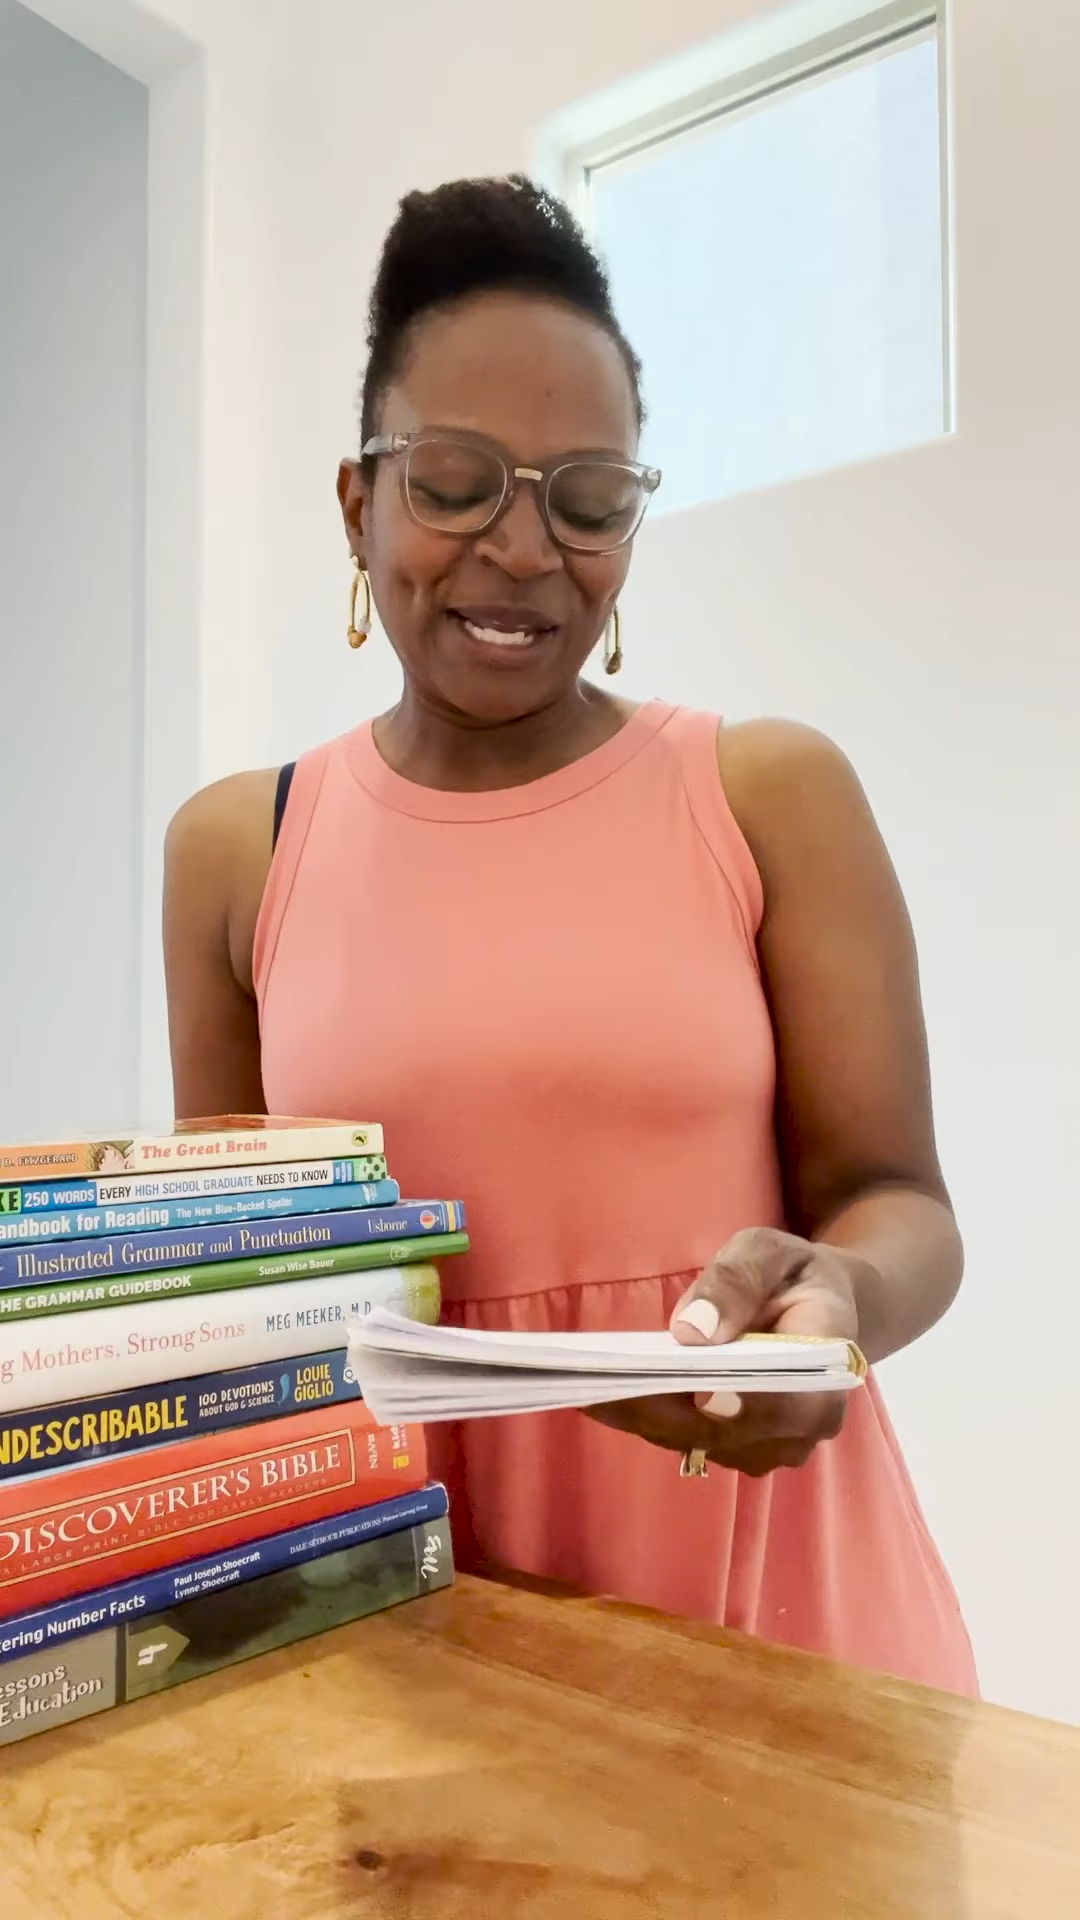 D. FITZGERALD The Great Brain
KE 250 WORDS EVERY HIGH SCHOOL GRADUATE NEEDS TO KNOW
andbook for Reading The New Blue-Backed Speller
Illustrated Grammar and Punctuation Usborne
HE GRAMMAR GUIDEBOOK Susan Wise Bauer
g Mothers, Strong Sons MEG MEEKER, M.D.
NDESCRIBABLE 100 DEVOTIONS ABOUT GOD & SCIENCE LOUIE GIGLIO
DISCOVERER'S BIBLE
A LARGE PRINT BIBLE FOR EARLY READERS
tering Number Facts Paul Joseph Shoecraft
Lynne Shoecraft
DALE SEYMOUR PUBLICATIONS
essons
Education